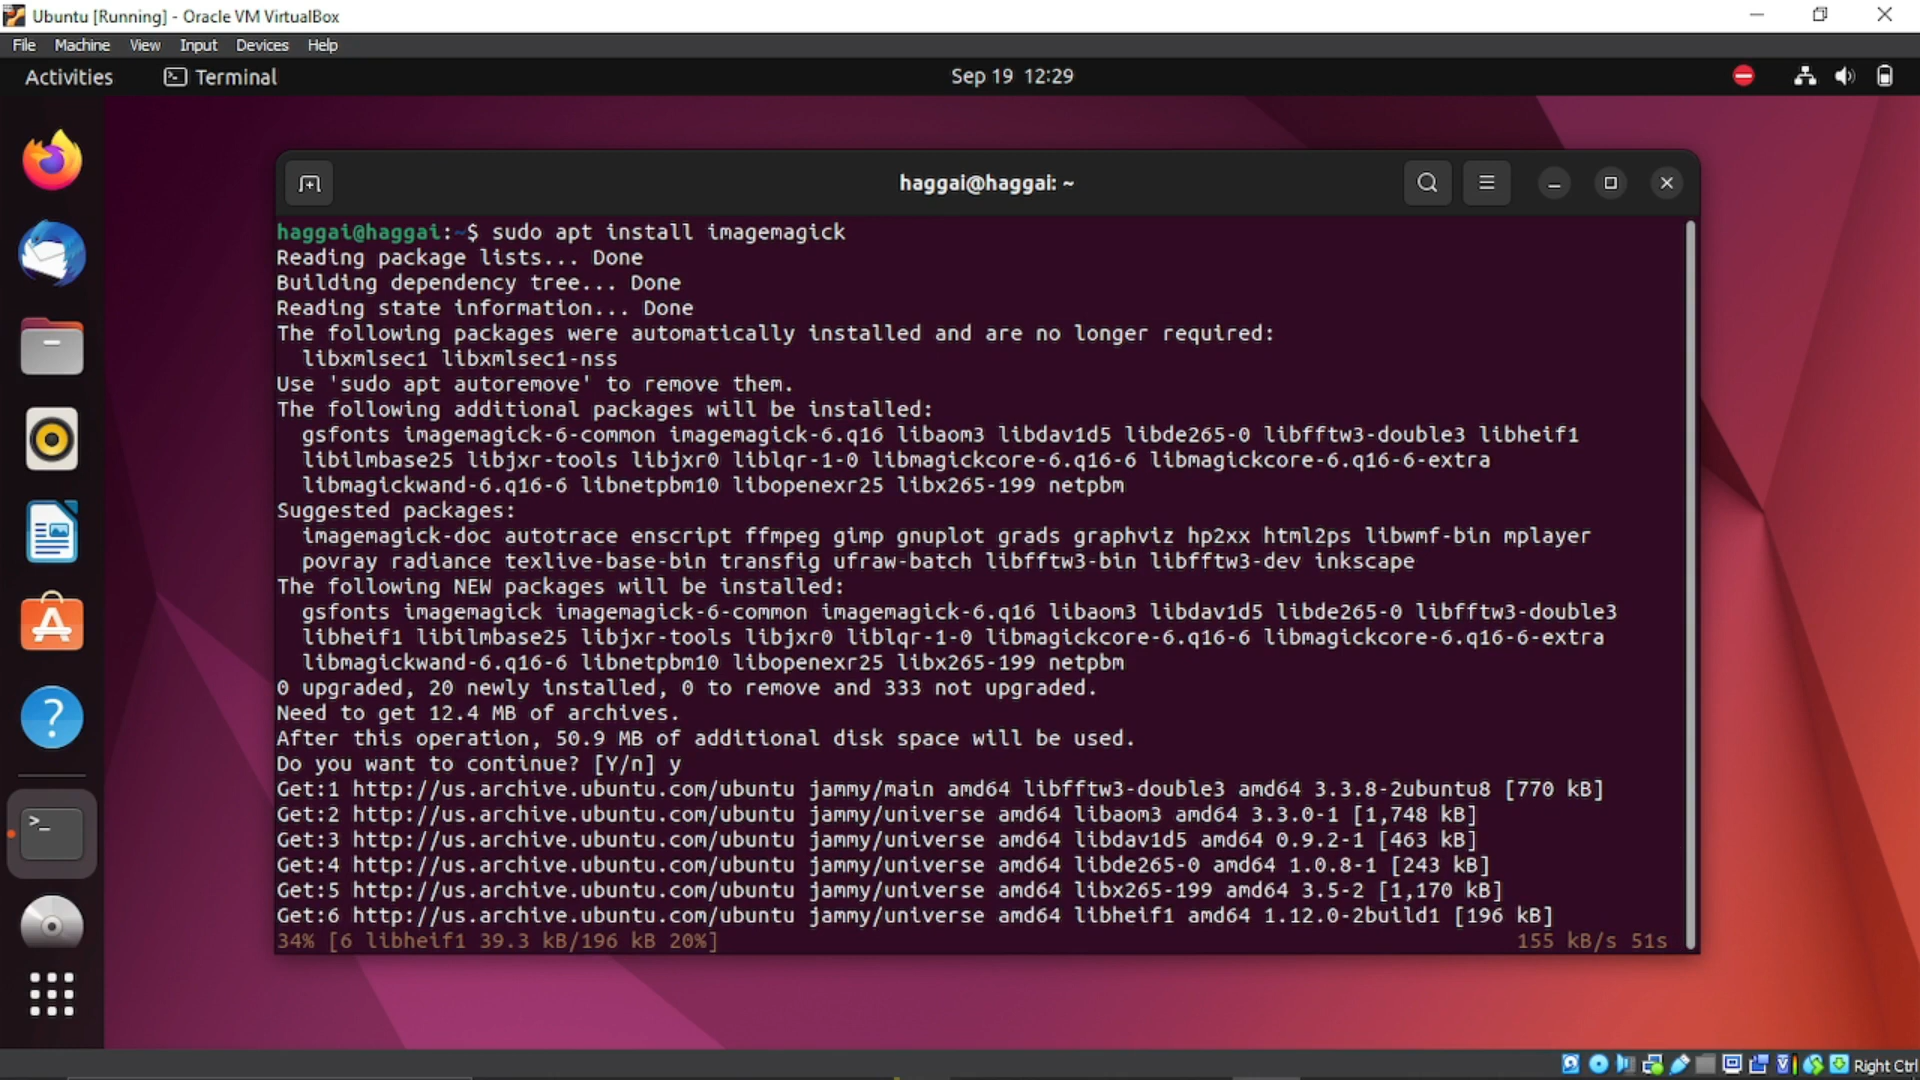 Ubuntu [Running] - Oracle VM VirtualBox
File Machine View Input Devices Help
Activities Terminal Sep 19 12:29
haggai@haggai: ~
haggai@haggai:~$ sudo apt install imagemagick
Reading package lists... Done
Building dependency tree... Done
Reading state information... Done
The following packages were automatically installed and are no longer required:
libxmlsec1 libxmlsec1-nss
Use 'sudo apt autoremove' to remove them.
The following additional packages will be installed:
gsfonts imagemagick-6-common imagemagick-6.q16 libaom3 libdav1d5 libde265-0 libfftw3-double3 libheif1
libilmbase25 libjxr-tools libjxr0 liblqr-1-0 libmagickcore-6.q16-6 libmagickcore-6.q16-6-extra
libmagickwand-6.q16-6 libnetpbm10 libopenexr25 libx265-199 netpbm
Suggested packages:
imagemagick-doc autotrace enscript ffmpeg gimp gnuplot grads graphviz hp2xx html2ps libwmf-bin mplayer
povray radiance texlive-base-bin transfig ufraw-batch libfftw3-bin libfftw3-dev inkscape
The following NEW packages will be installed:
gsfonts imagemagick imagemagick-6-common imagemagick-6.q16 libaom3 libdav1d5 libde265-0 libfftw3-double3
libheif1 libilmbase25 libjxr-tools libjxr0 liblqr-1-0 libmagickcore-6.q16-6 libmagickcore-6.q16-6-extra
libmagickwand-6.q16-6 libnetpbm10 libopenexr25 libx265-199 netpbm
0 upgraded, 20 newly installed, 0 to remove and 333 not upgraded.
Need to get 12.4 MB of archives.
After this operation, 50.9 MB of additional disk space will be used.
Do you want to continue? [Y/n] y
Get:1 http://us.archive.ubuntu.com/ubuntu jammy/main amd64 libfftw3-double3 amd64 3.3.8-2ubuntu8 [770 kB]
Get:2 http://us.archive.ubuntu.com/ubuntu jammy/universe amd64 libaom3 amd64 3.3.0-1 [1,748 kB]
Get:3 http://us.archive.ubuntu.com/ubuntu jammy/universe amd64 libdav1d5 amd64 0.9.2-1 [463 kB]
Get:4 http://us.archive.ubuntu.com/ubuntu jammy/universe amd64 libde265-0 amd64 1.0.8-1 [243 kB]
Get:5 http://us.archive.ubuntu.com/ubuntu jammy/universe amd64 libx265-199 amd64 3.5-2 [1,170 kB]
Get:6 http://us.archive.ubuntu.com/ubuntu jammy/universe amd64 libheif1 amd64 1.12.0-2build1 [196 kB]
34% [6 libheif1 39.3 kB/196 kB 20%] 155 kB/s 51s
Right Ctrl